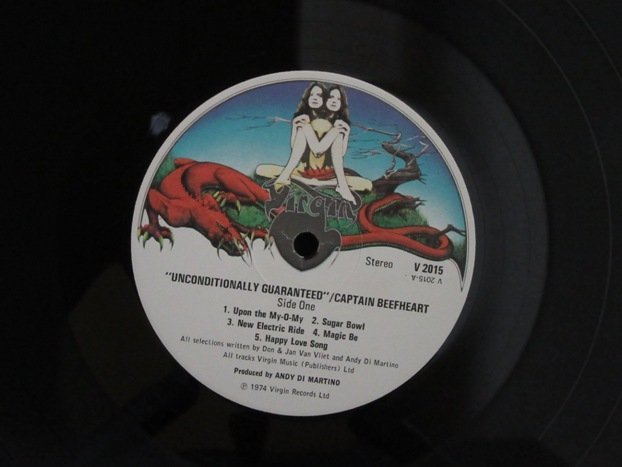 Virgin
Stereo V 2015
V 2015-A
"UNCONDITIONALLY GUARANTEED"/CAPTAIN BEEFHEART
Side One
1. Upon the My-O-My 2. Sugar Bowl
3. New Electric Ride 4. Magic Be
5. Happy Love Song
All selections written by Don & Jan Van Vliet and Andy Di Martino
All tracks Virgin Music (Publishers) Ltd
Produced by ANDY DI MARTINO
℗ 1974 Virgin Records Ltd